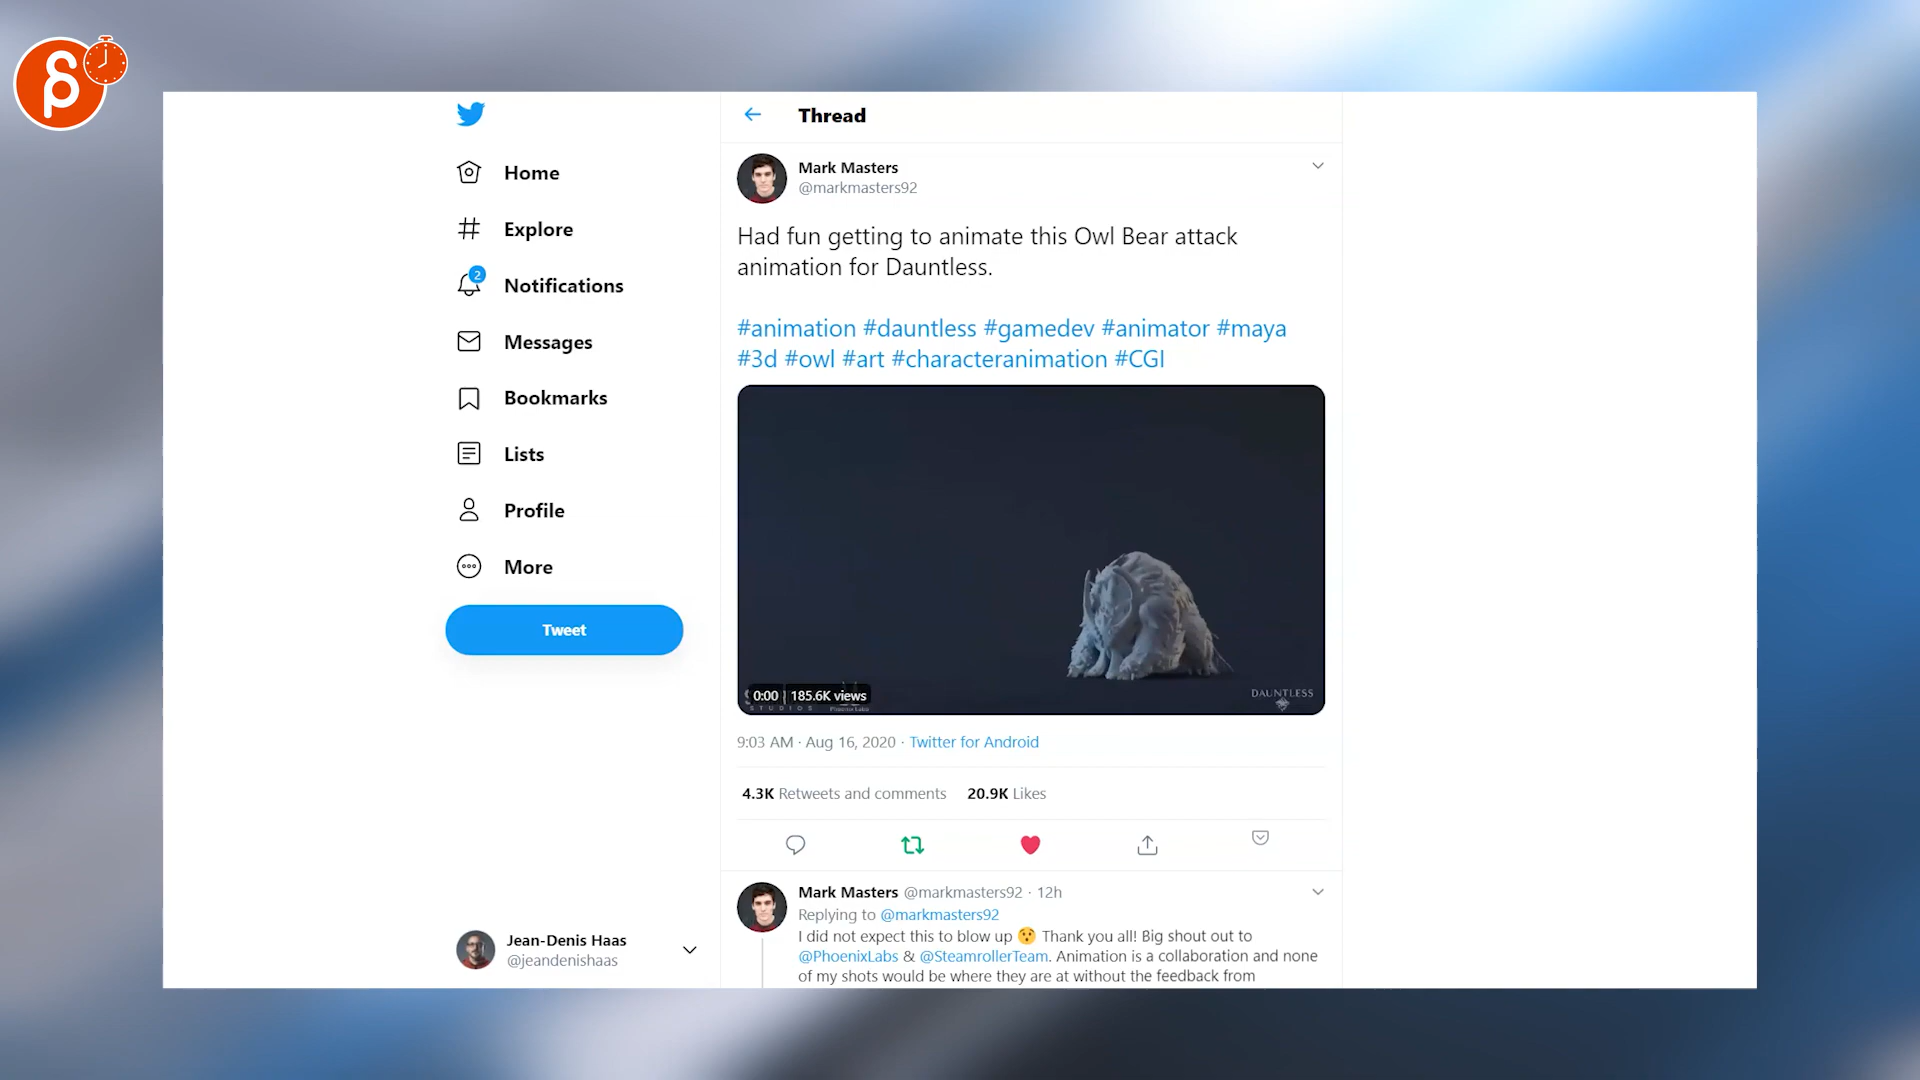 Thread
Mark Masters
@markmasters92
Home
Explore
2
Notifications
Messages
Bookmarks
Lists
Profile
More
Tweet
Had fun getting to animate this Owl Bear attack
animation for Dauntless.
#animation #dauntless #gamedev #animator #maya
#3d #owl #art #characteranimation #CGI
0:00 185.6K views
STUDIOS Phoenix Labs
DAUNTLESS
9:03 AM · Aug 16, 2020 · Twitter for Android
4.3K Retweets and comments 20.9K Likes
Mark Masters @markmasters92 · 12h
Replying to @markmasters92
I did not expect this to blow up 😲 Thank you all! Big shout out to
@PhoenixLabs & @SteamrollerTeam. Animation is a collaboration and none
of my shots would be where they are at without the feedback from
Jean-Denis Haas
@jeandenishaas